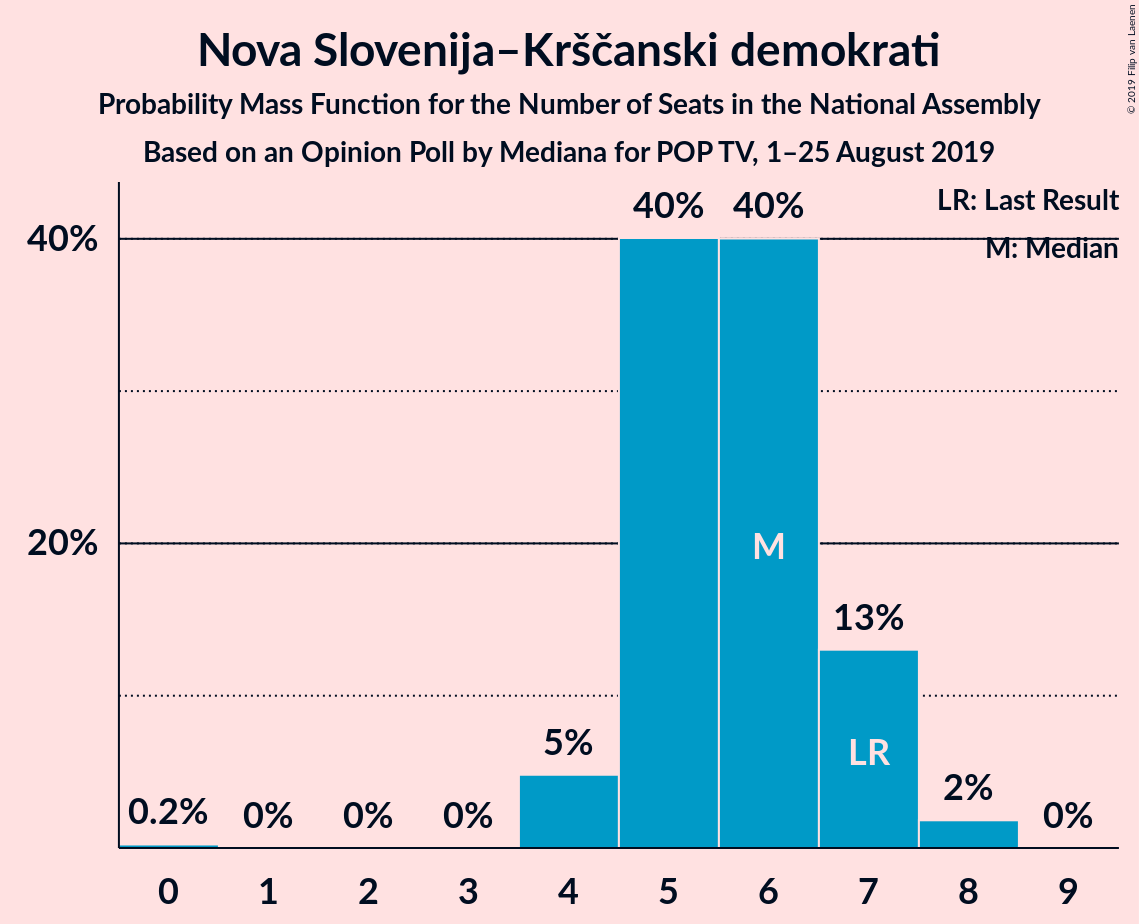 Nova Slovenija–Krščanski demokrati
Probability Mass Function for the Number of Seats in the National Assembly
Based on an Opinion Poll by Mediana for POP TV, 1–25 August 2019
© 2019 Filip van Laenen
LR: Last Result
M: Median
40%
20%
0.2%
0%
0%
0%
5%
40%
40%
13%
2%
0%
M
LR
0 1 2 3 4 5 6 7 8 9